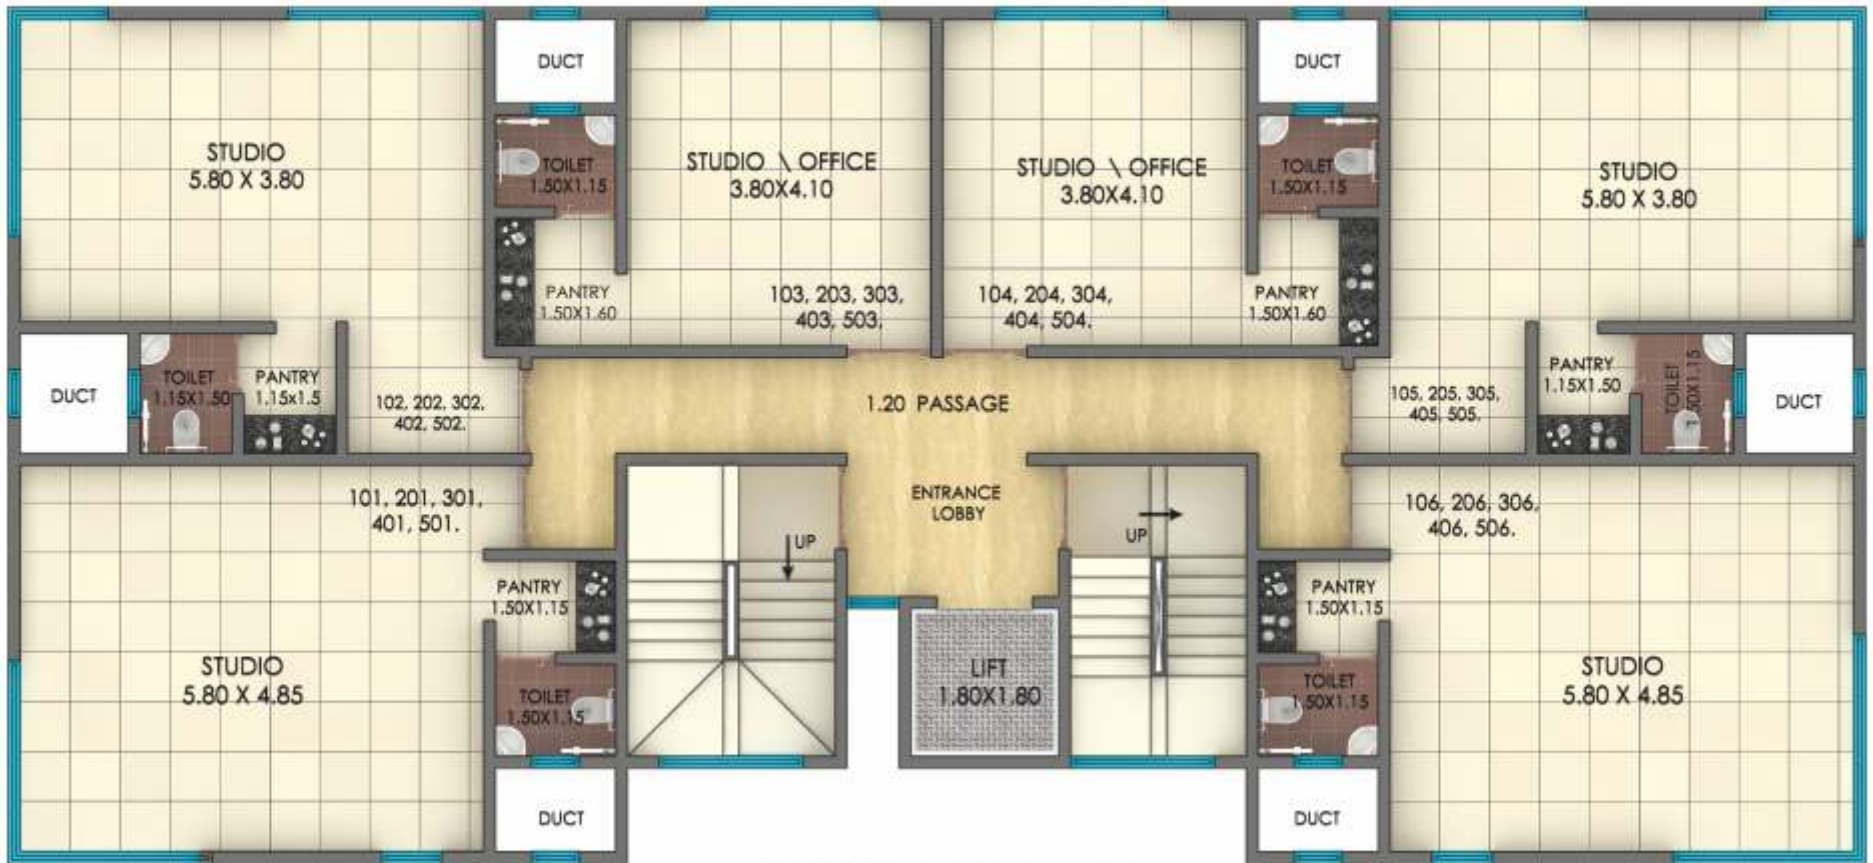 DUCT
DUCT
STUDIO
5.80 X 3.80
TOILET
1.50X1.15
STUDIO \ OFFICE
3.80X4.10
STUDIO \ OFFICE
3.80X4.10
TOILET
1.50X1.15
STUDIO
5.80 X 3.80
PANTRY
1.50X1.60
103, 203, 303,
403, 503.
104, 204, 304,
404, 504.
PANTRY
1.50X1.60
DUCT
TOILET
1.15X1.50
PANTRY
1.15x1.5
102, 202, 302,
402, 502.
1.20 PASSAGE
105, 205, 305,
405, 505.
PANTRY
1.15X1.50
TOILET
1.50X1.15
DUCT
101, 201, 301,
401, 501.
ENTRANCE
LOBBY
106, 206, 306,
406, 506.
UP
UP
PANTRY
1.50X1.15
PANTRY
1.50X1.15
STUDIO
5.80 X 4.85
TOILET
1.50X1.15
LIFT
1.80X1.80
TOILET
1.50X1.15
STUDIO
5.80 X 4.85
DUCT
DUCT